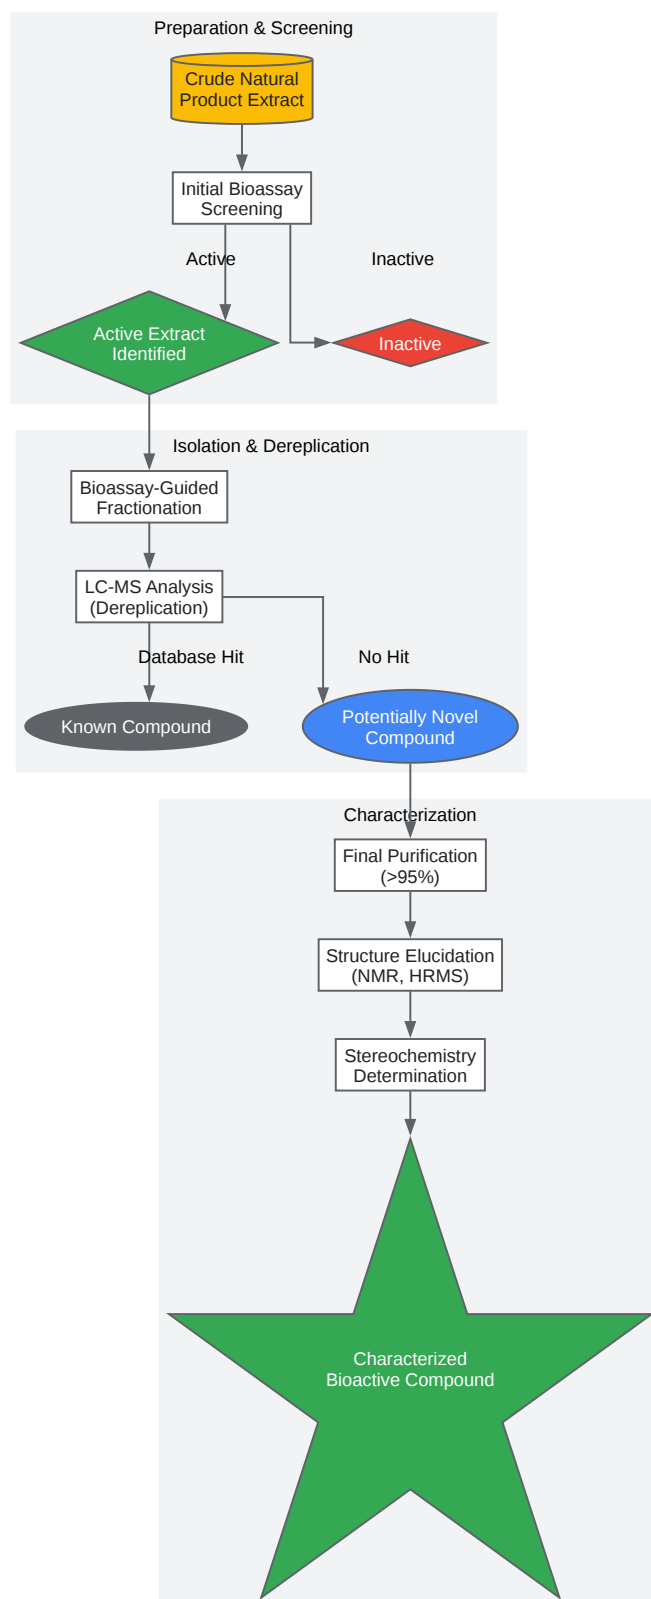 Preparation & Screening
Crude Natural
Product Extract
Initial Bioassay
Screening
Active
Inactive
Active Extract
Identified
Inactive
Isolation & Dereplication
Bioassay-Guided
Fractionation
LC-MS Analysis
(Dereplication)
Database Hit
No Hit
Known Compound
Potentially Novel
Compound
Characterization
Final Purification
(>95%)
Structure Elucidation
(NMR, HRMS)
Stereochemistry
Determination
Characterized
Bioactive Compound